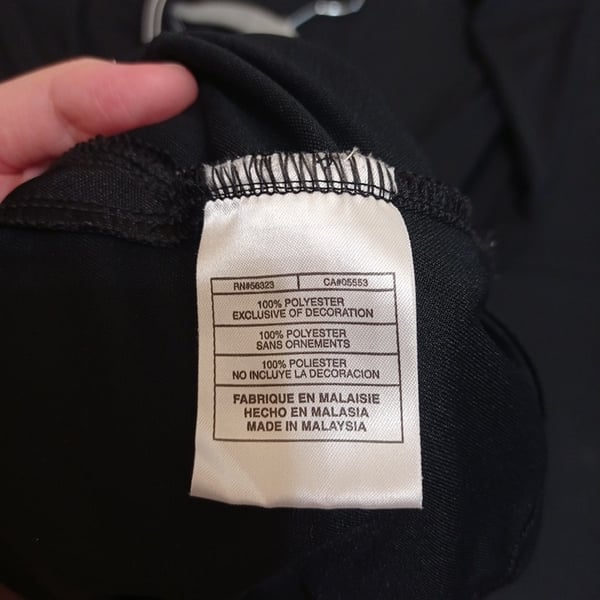 RN#56323 CA#05553
100% POLYESTER
EXCLUSIVE OF DECORATION
100% POLYESTER
SANS ORNEMENTS
100% POLIESTER
NO INCLUYE LA DECORACION
FABRIQUE EN MALAISIE
HECHO EN MALASIA
MADE IN MALAYSIA